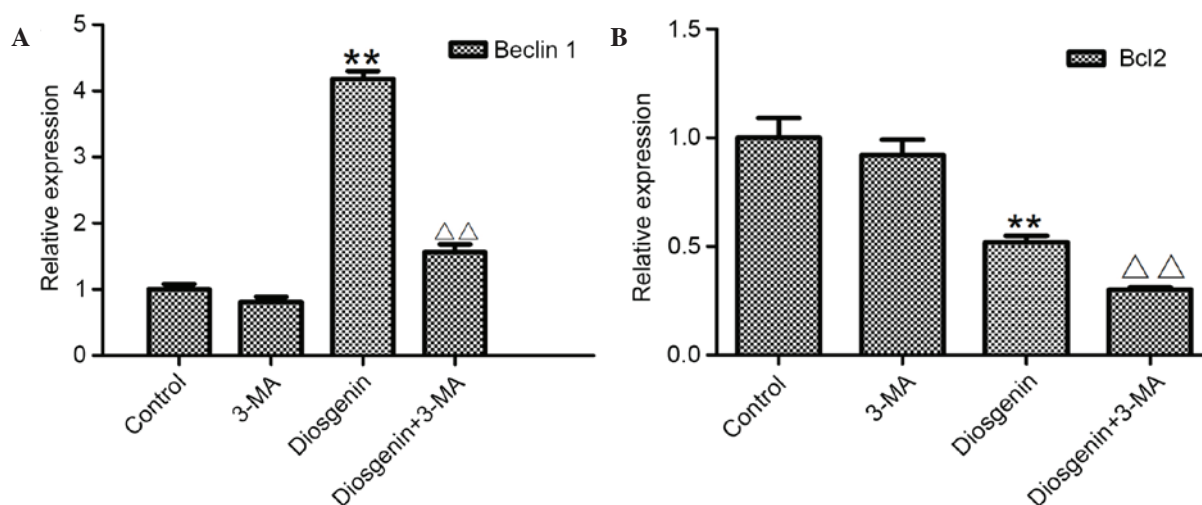 A
Relative expression
5
4
3
2
1
0
Beclin 1
**
△△
Control
3-MA
Diosgenin
Diosgenin+3-MA
B
Relative expression
1.5
1.0
0.5
0.0
Bcl2
**
△ △
Control
3-MA
Diosgenin
Diosgenin+3-MA